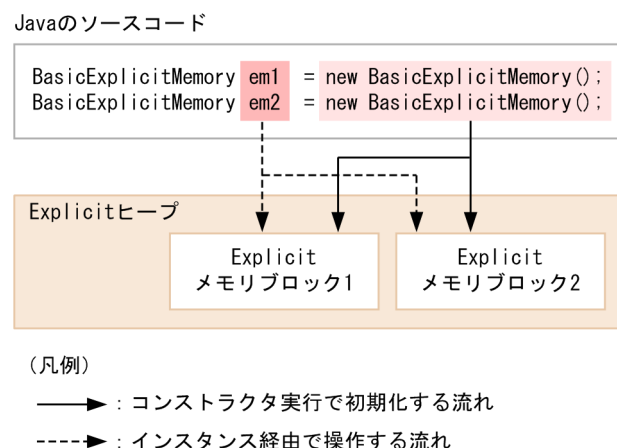 Javaのソースコード
BasicExplicitMemory em1 = new BasicExplicitMemory();
BasicExplicitMemory em2 = new BasicExplicitMemory();
Explicitヒープ
Explicit
メモリブロック1
Explicit
メモリブロック2
(凡例)
：コンストラクタ実行で初期化する流れ
：インスタンス経由で操作する流れ